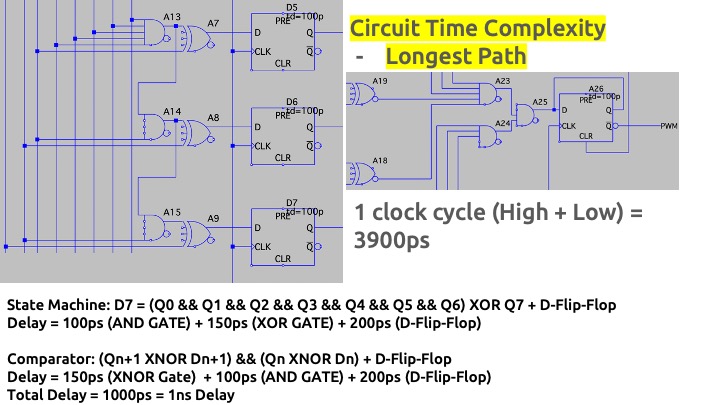 Circuit Time Complexity
- Longest Path
A13
A7
D5
PRE td=100p
D
Q
CLK
Q
CLR
A14
A8
D6
PRE td=100p
D
Q
CLK
Q
CLR
A15
A9
D7
PRE td=100p
D
Q
CLK
Q
CLR
A19
A23
A24
A25
A26
PRE td=100p
D
Q
CLK
Q
CLR
PWM
A18
1 clock cycle (High + Low) =
3900ps
State Machine: D7 = (Q0 && Q1 && Q2 && Q3 && Q4 && Q5 && Q6) XOR Q7 + D-Flip-Flop
Delay = 100ps (AND GATE) + 150ps (XOR GATE) + 200ps (D-Flip-Flop)
Comparator: (Qn+1 XNOR Dn+1) && (Qn XNOR Dn) + D-Flip-Flop
Delay = 150ps (XNOR Gate) + 100ps (AND GATE) + 200ps (D-Flip-Flop)
Total Delay = 1000ps = 1ns Delay